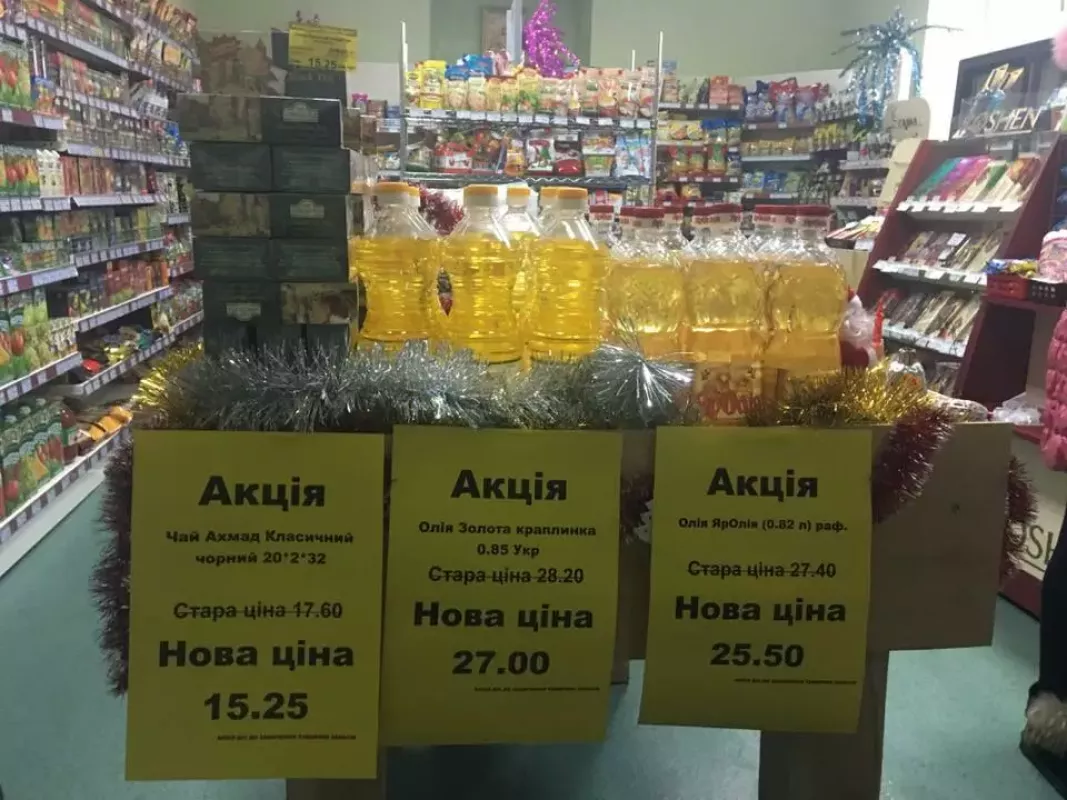 15.25
OSHEN
Акція
Чай Ахмад Класичний
чорний 20*2*32
Стара ціна 17.60
Нова ціна
15.25
Акція
Олія Золота краплинка
0.85 Укр
Стара ціна 28.20
Нова ціна
27.00
Акція
Олія ЯрОлія (0.82 л) раф.
Стара ціна 27.40
Нова ціна
25.50
OSHE